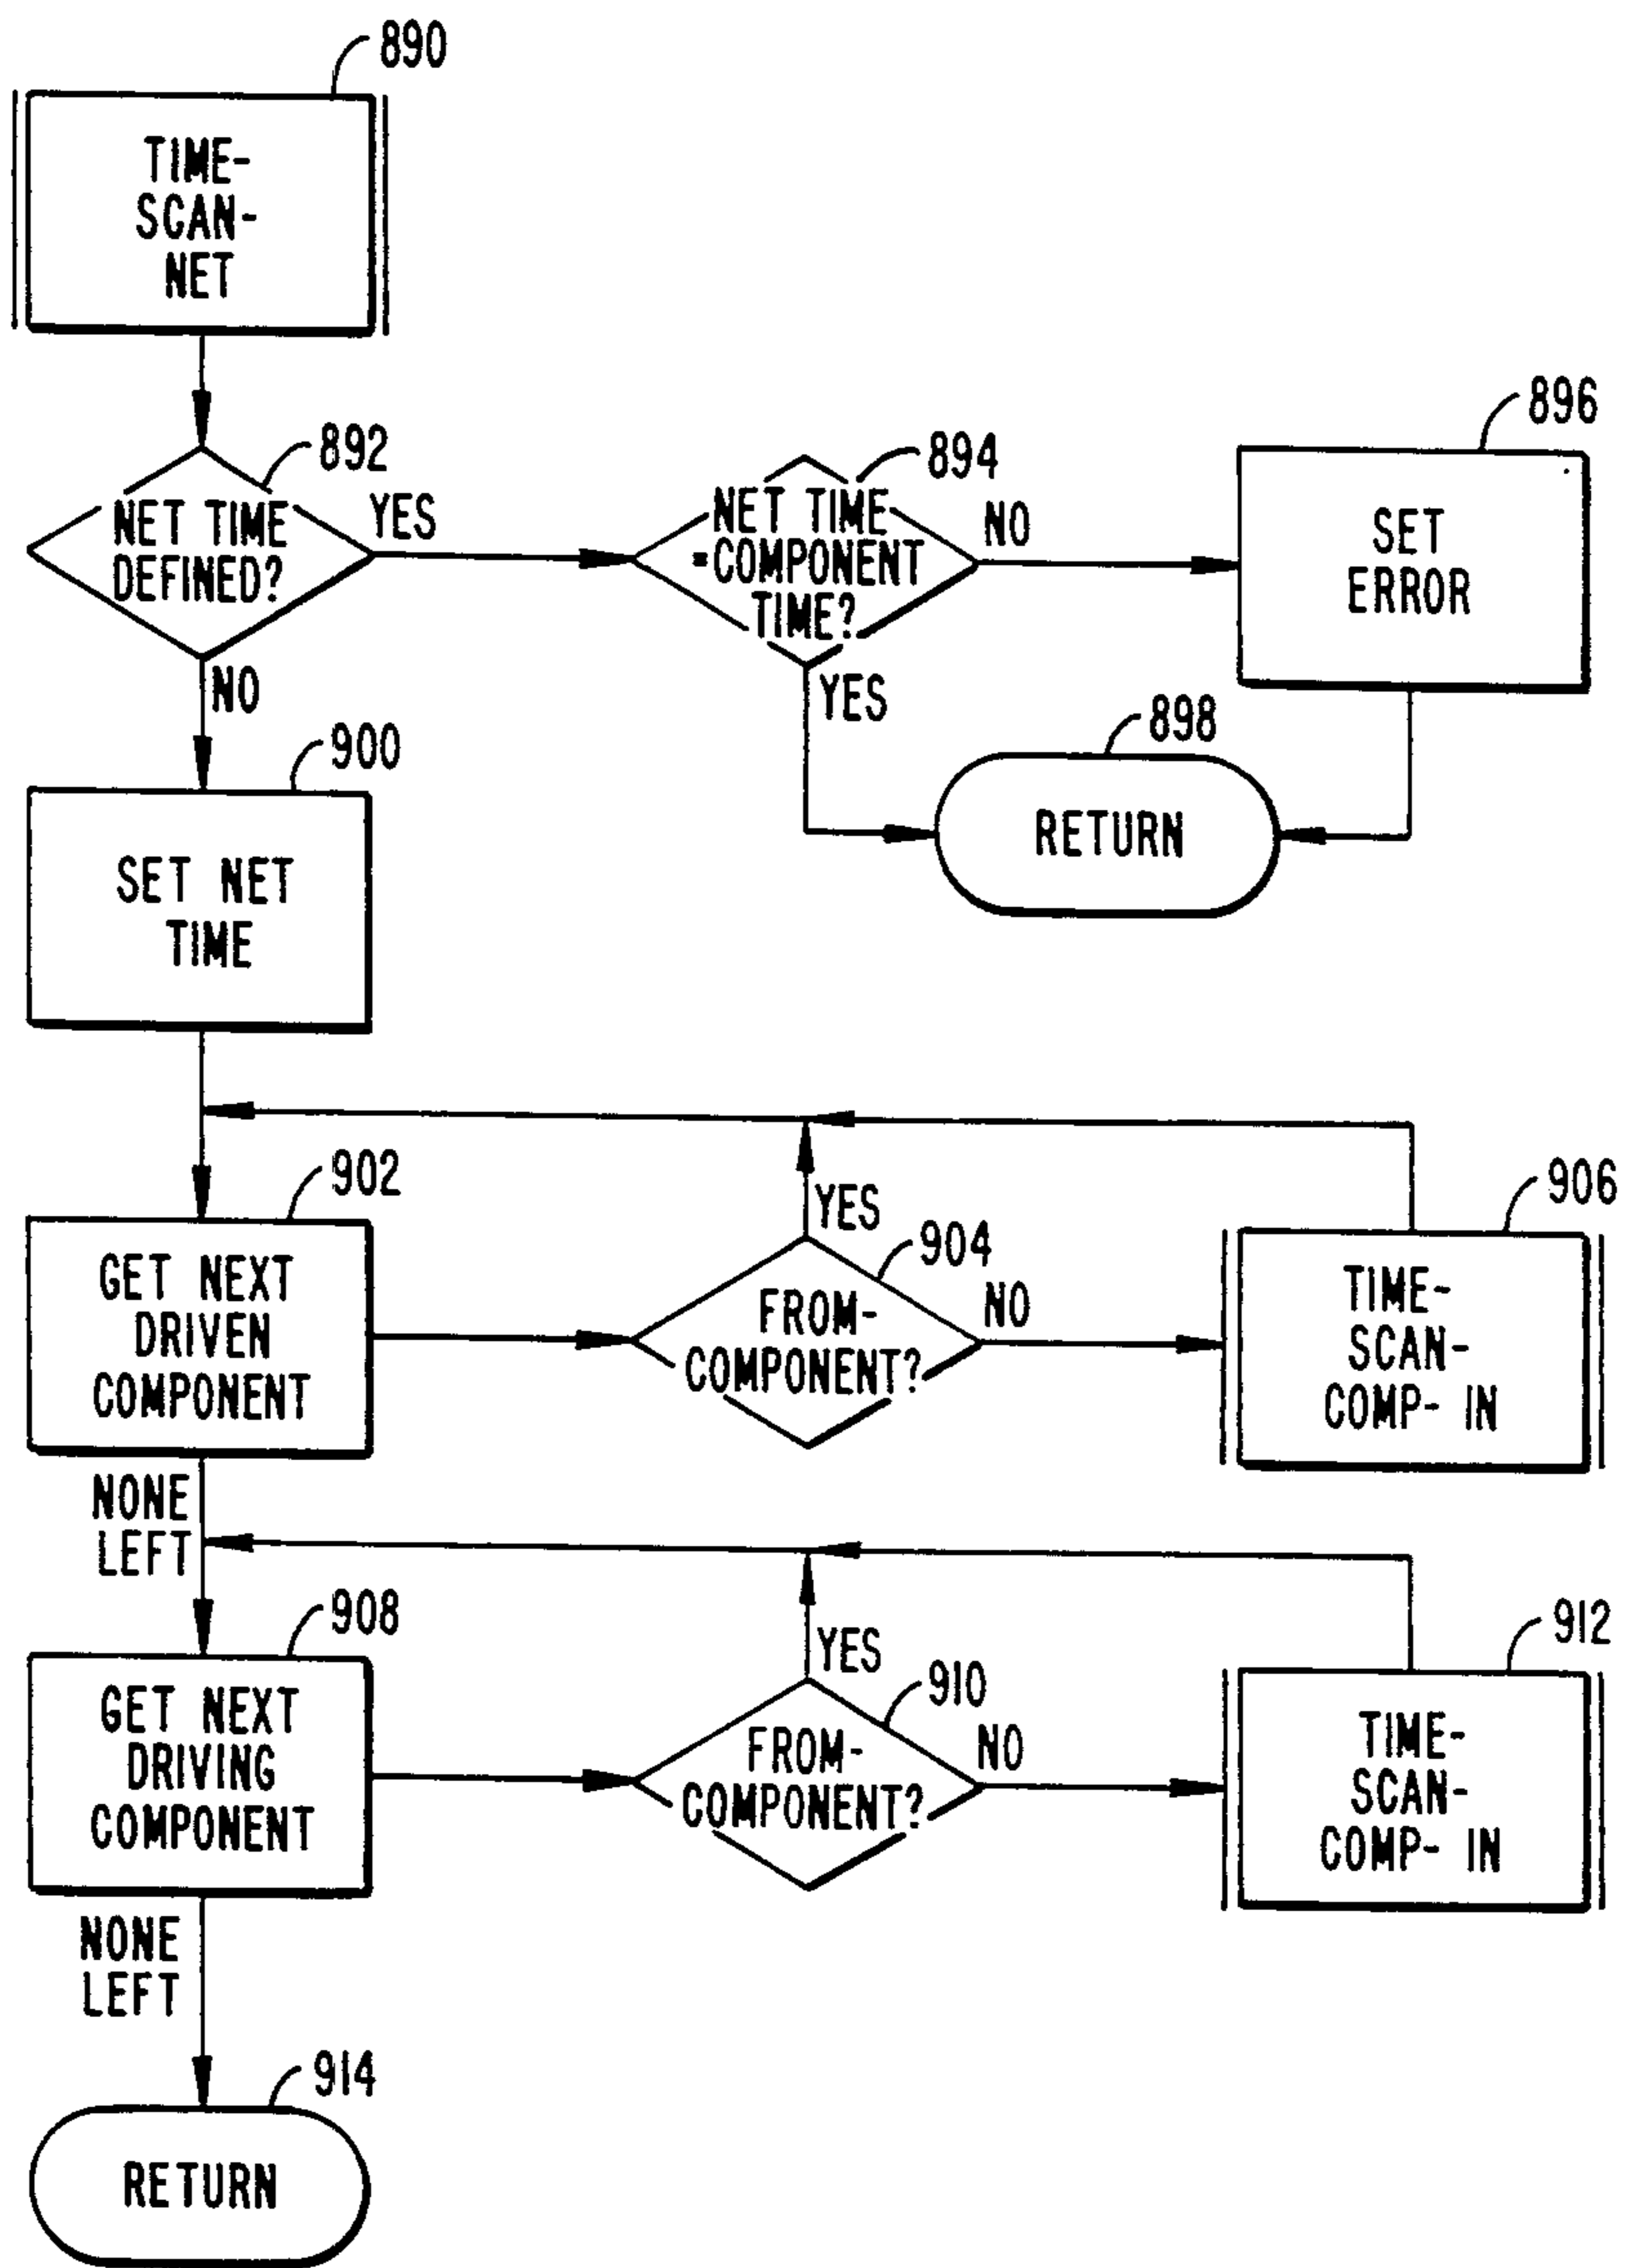 890
TIME-
SCAN-
NET
892
NET TIME
DEFINED?
YES
NO
894
NET TIME
=COMPONENT
TIME?
NO
YES
896
SET
ERROR
898
RETURN
900
SET NET
TIME
902
GET NEXT
DRIVEN
COMPONENT
NONE
LEFT
904
FROM-
COMPONENT?
YES
NO
906
TIME-
SCAN-
COMP- IN
908
GET NEXT
DRIVING
COMPONENT
NONE
LEFT
910
FROM-
COMPONENT?
YES
NO
912
TIME-
SCAN-
COMP- IN
914
RETURN